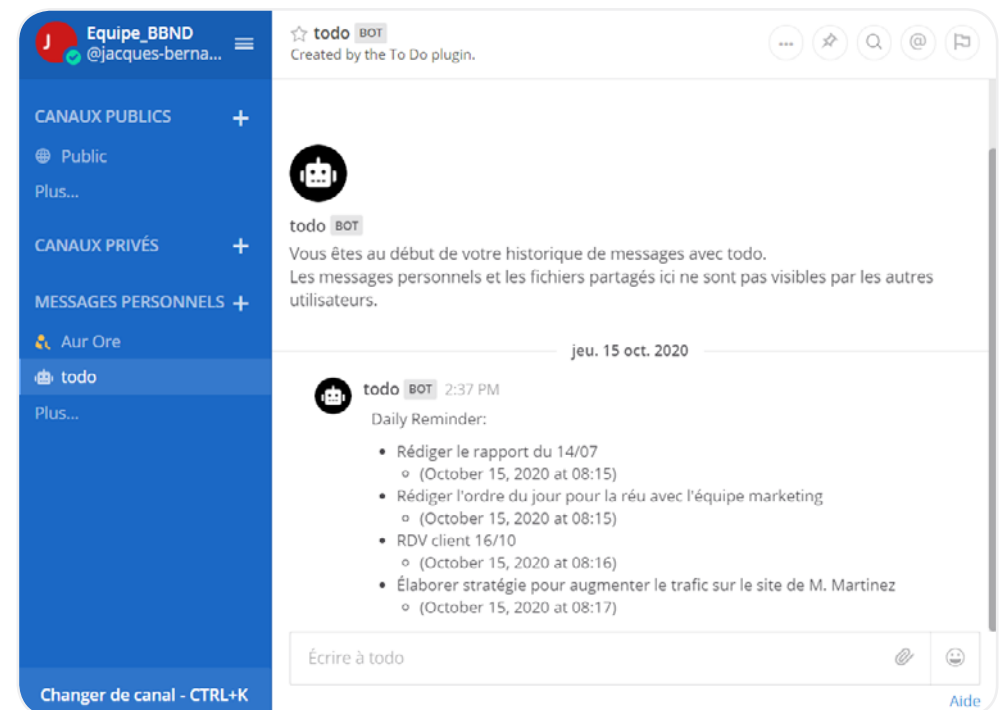 J
Equipe_BBND
@jacques-berna...
CANAUX PUBLICS +
Public
Plus...
CANAUX PRIVÉS +
MESSAGES PERSONNELS +
Aur Ore
todo
Plus...
Changer de canal - CTRL+K
todo BOT
Created by the To Do plugin.
todo BOT
Vous êtes au début de votre historique de messages avec todo.
Les messages personnels et les fichiers partagés ici ne sont pas visibles par les autres
utilisateurs.
jeu. 15 oct. 2020
todo BOT 2:37 PM
Daily Reminder:
• Rédiger le rapport du 14/07
◦ (October 15, 2020 at 08:15)
• Rédiger l'ordre du jour pour la réu avec l'équipe marketing
◦ (October 15, 2020 at 08:15)
• RDV client 16/10
◦ (October 15, 2020 at 08:16)
• Élaborer stratégie pour augmenter le trafic sur le site de M. Martinez
◦ (October 15, 2020 at 08:17)
Écrire à todo
Aide